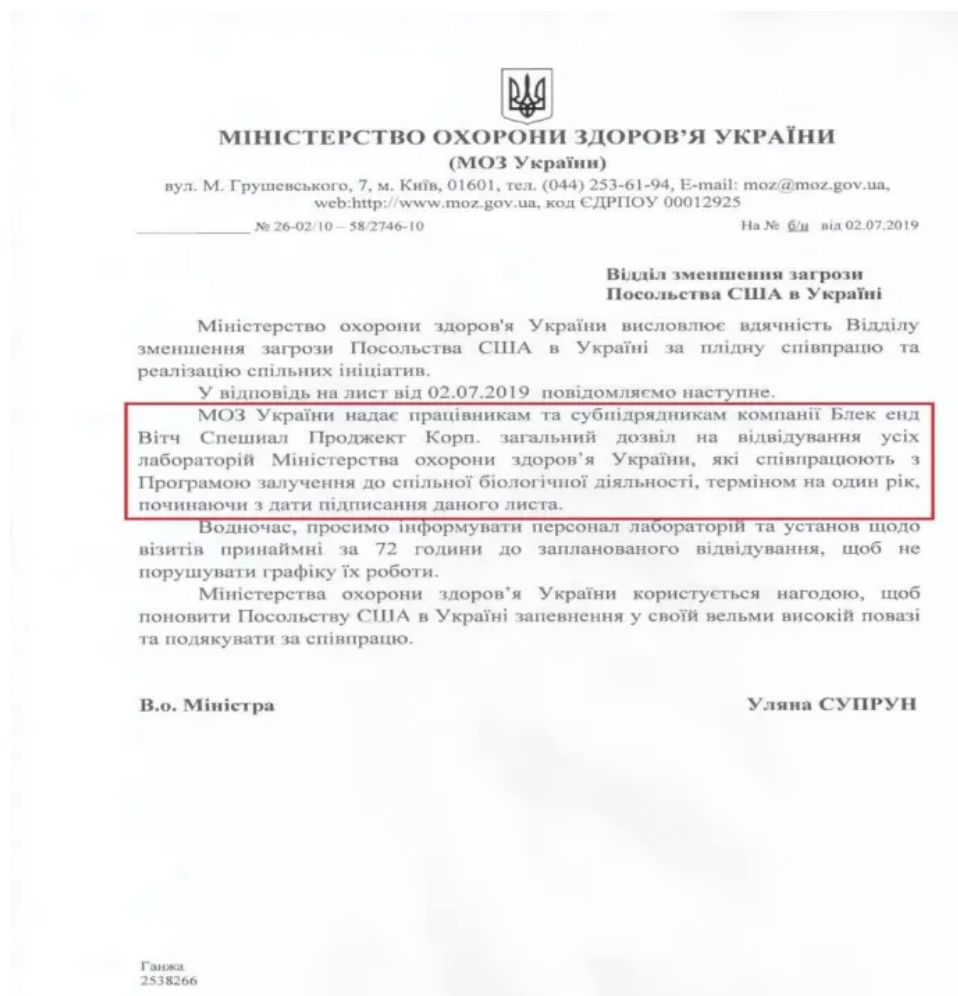 МІНІСТЕРСТВО ОХОРОНИ ЗДОРОВ’Я УКРАЇНИ
(МОЗ України)
вул. М. Грушевського, 7, м. Київ, 01601, тел. (044) 253-61-94, E-mail: moz@moz.gov.ua,
web:http://www.moz.gov.ua, код ЄДРПОУ 00012925
№ 26-02/10 – 58/2746-10 На № б/н від 02.07.2019
Відділ зменшення загрози
Посольства США в Україні
Міністерство охорони здоров'я України висловлює вдячність Відділу
зменшення загрози Посольства США в Україні за плідну співпрацю та
реалізацію спільних ініціатив.
У відповідь на лист від 02.07.2019 повідомляємо наступне.
МОЗ України надає працівникам та субпідрядникам компанії Блек енд
Вітч Спешиал Проджект Корп. загальний дозвіл на відвідування усіх
лабораторій Міністерства охорони здоров’я України, які співпрацюють з
Програмою залучення до спільної біологічної діяльності, терміном на один рік,
починаючи з дати підписання даного листа.
Водночас, просимо інформувати персонал лабораторій та установ щодо
візитів принаймні за 72 години до запланованого відвідування, щоб не
порушувати графіку їх роботи.
Міністерства охорони здоров’я України користується нагодою, щоб
поновити Посольству США в Україні запевнення у своїй вельми високій повазі
та подякувати за співпрацю.
В.о. Міністра Уляна СУПРУН
Ганжа
2538266